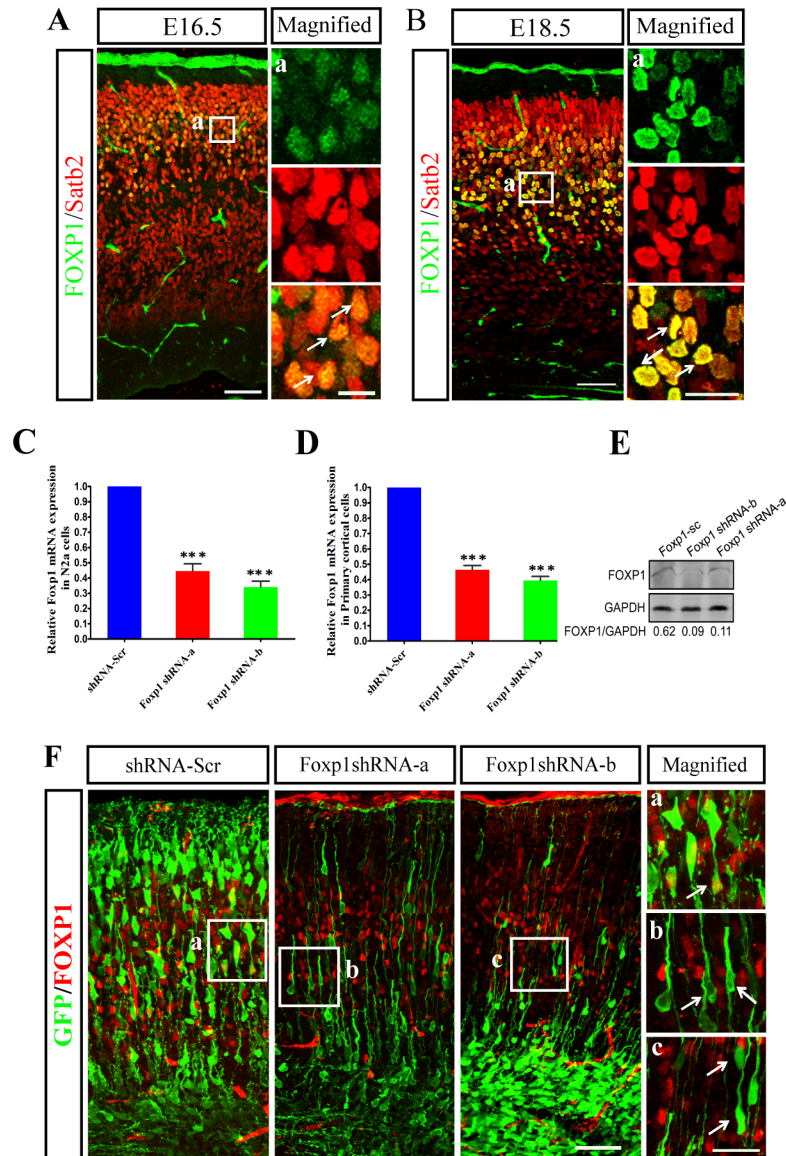 A
E16.5
Magnified
B
E18.5
Magnified
FOXP1/Satb2
a
a
FOXP1/Satb2
a
a
C
Relative Foxp1 mRNA expression
in N2a cells
1.0
0.9
0.8
0.7
0.6
0.5
0.4
0.3
0.2
0.1
0.0
***
***
shRNA-Scr
Foxp1 shRNA-a
Foxp1 shRNA-b
D
Relative Foxp1 mRNA expression
in Primary cortical cells
1.0
0.9
0.8
0.7
0.6
0.5
0.4
0.3
0.2
0.1
0.0
***
***
shRNA-Scr
Foxp1 shRNA-a
Foxp1 shRNA-b
E
Foxp1-sc
Foxp1 shRNA-b
Foxp1 shRNA-a
FOXP1
GAPDH
FOXP1/GAPDH 0.62 0.09 0.11
F
shRNA-Scr
Foxp1shRNA-a
Foxp1shRNA-b
Magnified
GFP/FOXP1
a
b
c
a
b
c